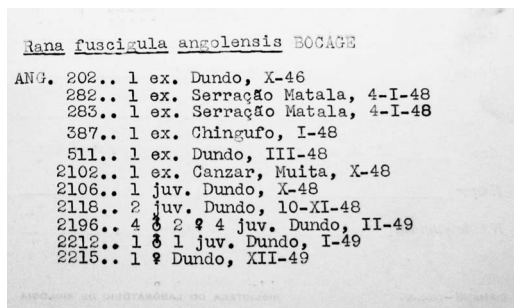 Rana fuscigula angolensis BOCAGE
ANG. 202.. 1 ex. Dundo, X-46
282.. 1 ex. Serração Matala, 4-I-48
283.. 1 ex. Serração Matala, 4-I-48
387.. 1 ex. Chingufo, I-48
511.. 1 ex. Dundo, III-48
2102.. 1 ex. Canzar, Muita, X-48
2106.. 1 juv. Dundo, X-48
2118.. 2 juv. Dundo, 10-XI-48
2196.. 4 ♂ 2 ♀ 4 juv. Dundo, II-49
2212.. 1 ♂ 1 juv. Dundo, I-49
2215.. 1 ♀ Dundo, XII-49